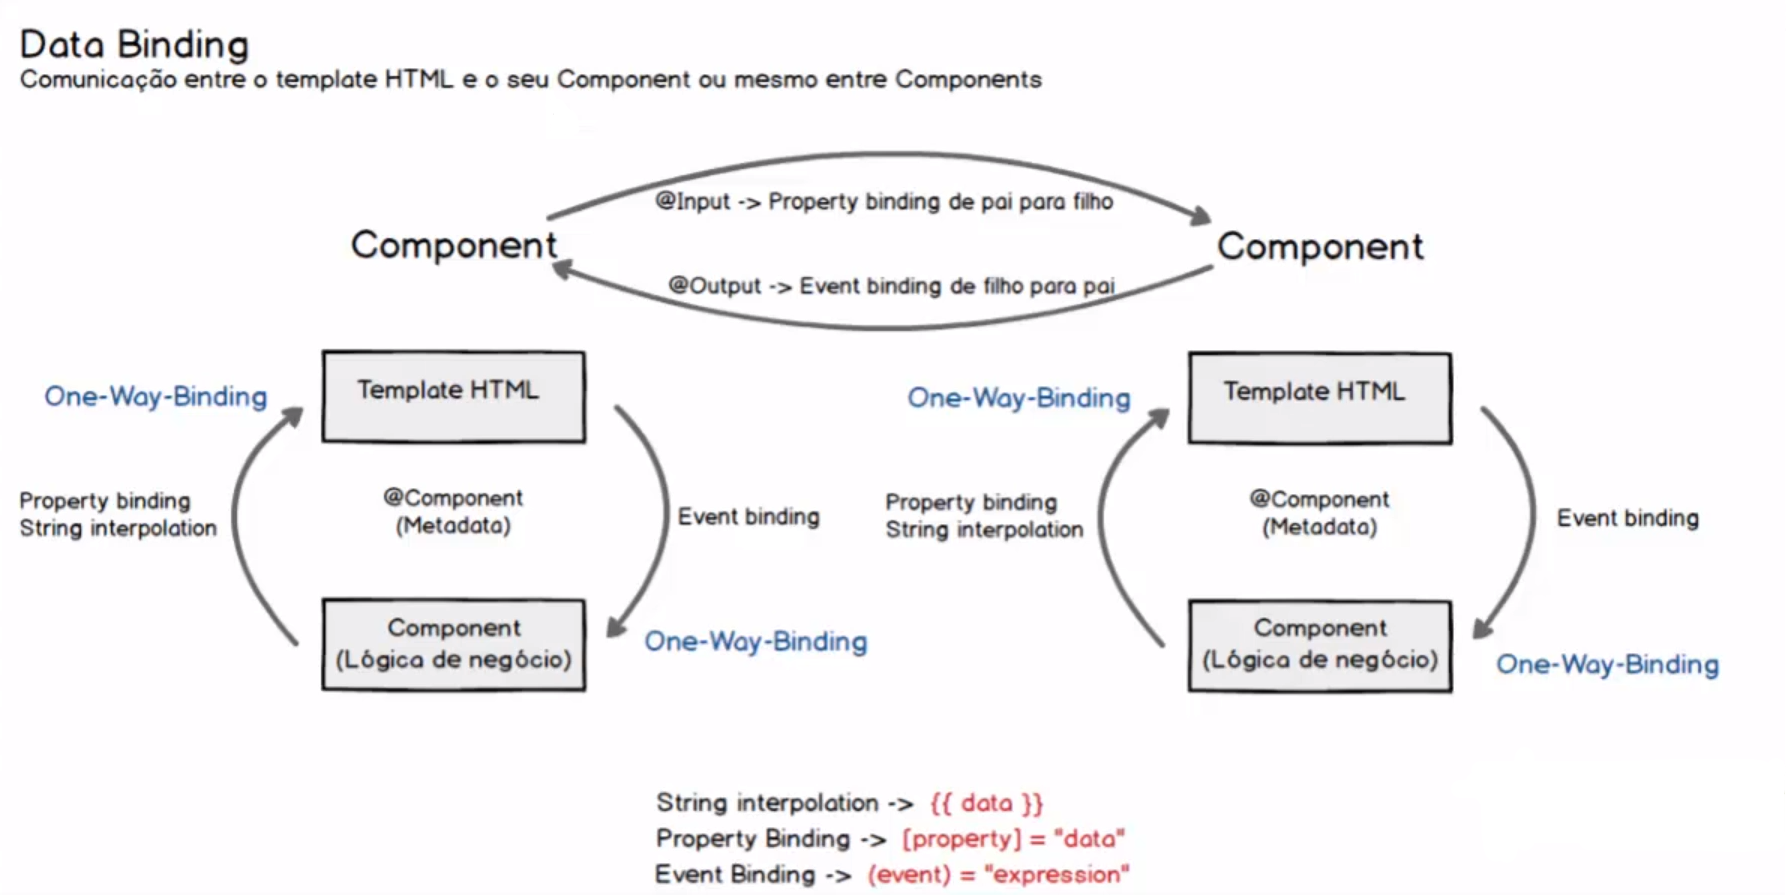 Data Binding
Comunicação entre o template HTML e o seu Component ou mesmo entre Components
@Input -> Property binding de pai para filho
Component
Component
@Output -> Event binding de filho para pai
One-Way-Binding
Template HTML
Property binding
String interpolation
@Component
(Metadata)
Event binding
Component
(Lógica de negócio)
One-Way-Binding
One-Way-Binding
Template HTML
Property binding
String interpolation
@Component
(Metadata)
Event binding
Component
(Lógica de negócio)
One-Way-Binding
String interpolation -> {{ data }}
Property Binding -> [property] = "data"
Event Binding -> (event) = "expression"